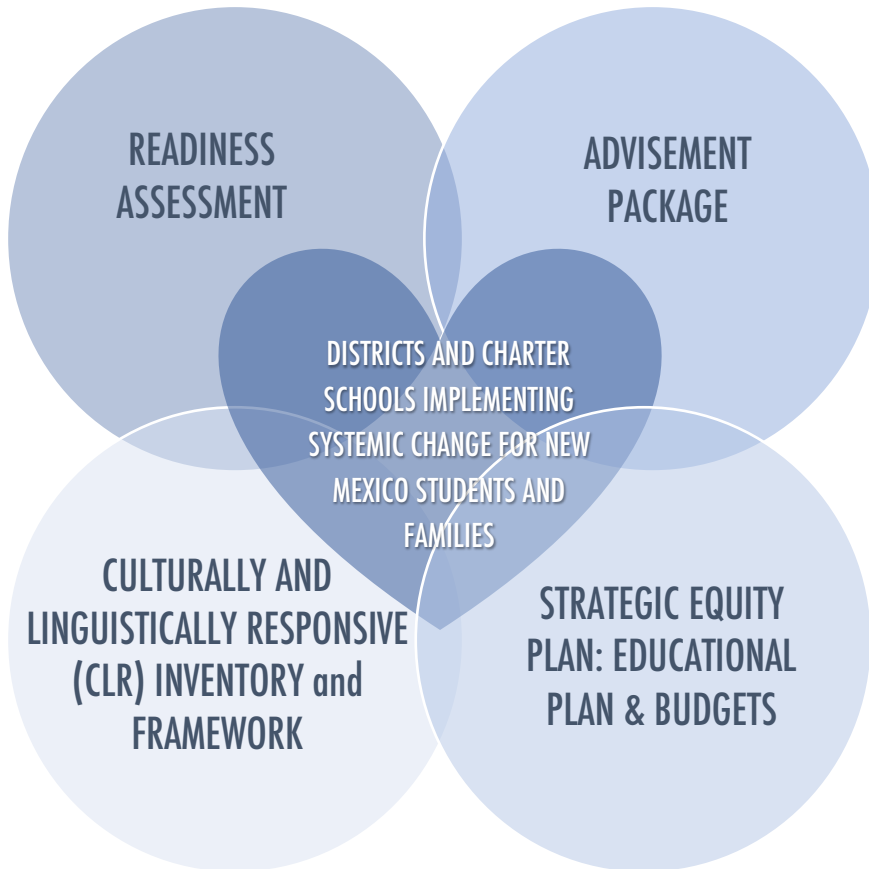 READINESS
ASSESSMENT
ADVISEMENT
PACKAGE
DISTRICTS AND CHARTER
SCHOOLS IMPLEMENTING
SYSTEMIC CHANGE FOR NEW
MEXICO STUDENTS AND
FAMILIES
CULTURALLY AND
LINGUISTICALLY RESPONSIVE
(CLR) INVENTORY and
FRAMEWORK
STRATEGIC EQUITY
PLAN: EDUCATIONAL
PLAN & BUDGETS